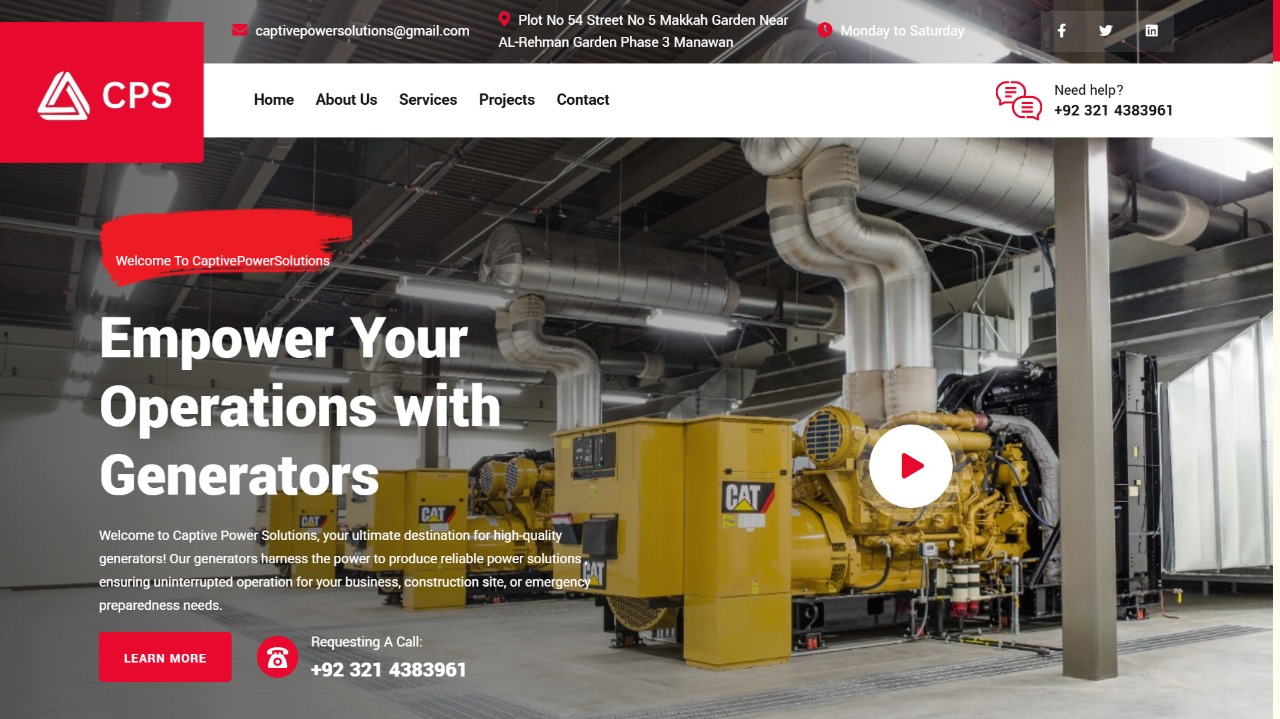 captivepowersolutions@gmail.com
Plot No 54 Street No 5 Makkah Garden Near
AL-Rehman Garden Phase 3 Manawan
Monday to Saturday
CPS
Home About Us Services Projects Contact
Need help?
+92 321 4383961
Welcome To CaptivePowerSolutions
Empower Your
Operations with
Generators
CAT
CAT
CAT
CAT
Welcome to Captive Power Solutions, your ultimate destination for high-quality
generators! Our generators harness the power to produce reliable power solutions,
ensuring uninterrupted operation for your business, construction site, or emergency
preparedness needs.
LEARN MORE
Requesting A Call:
+92 321 4383961